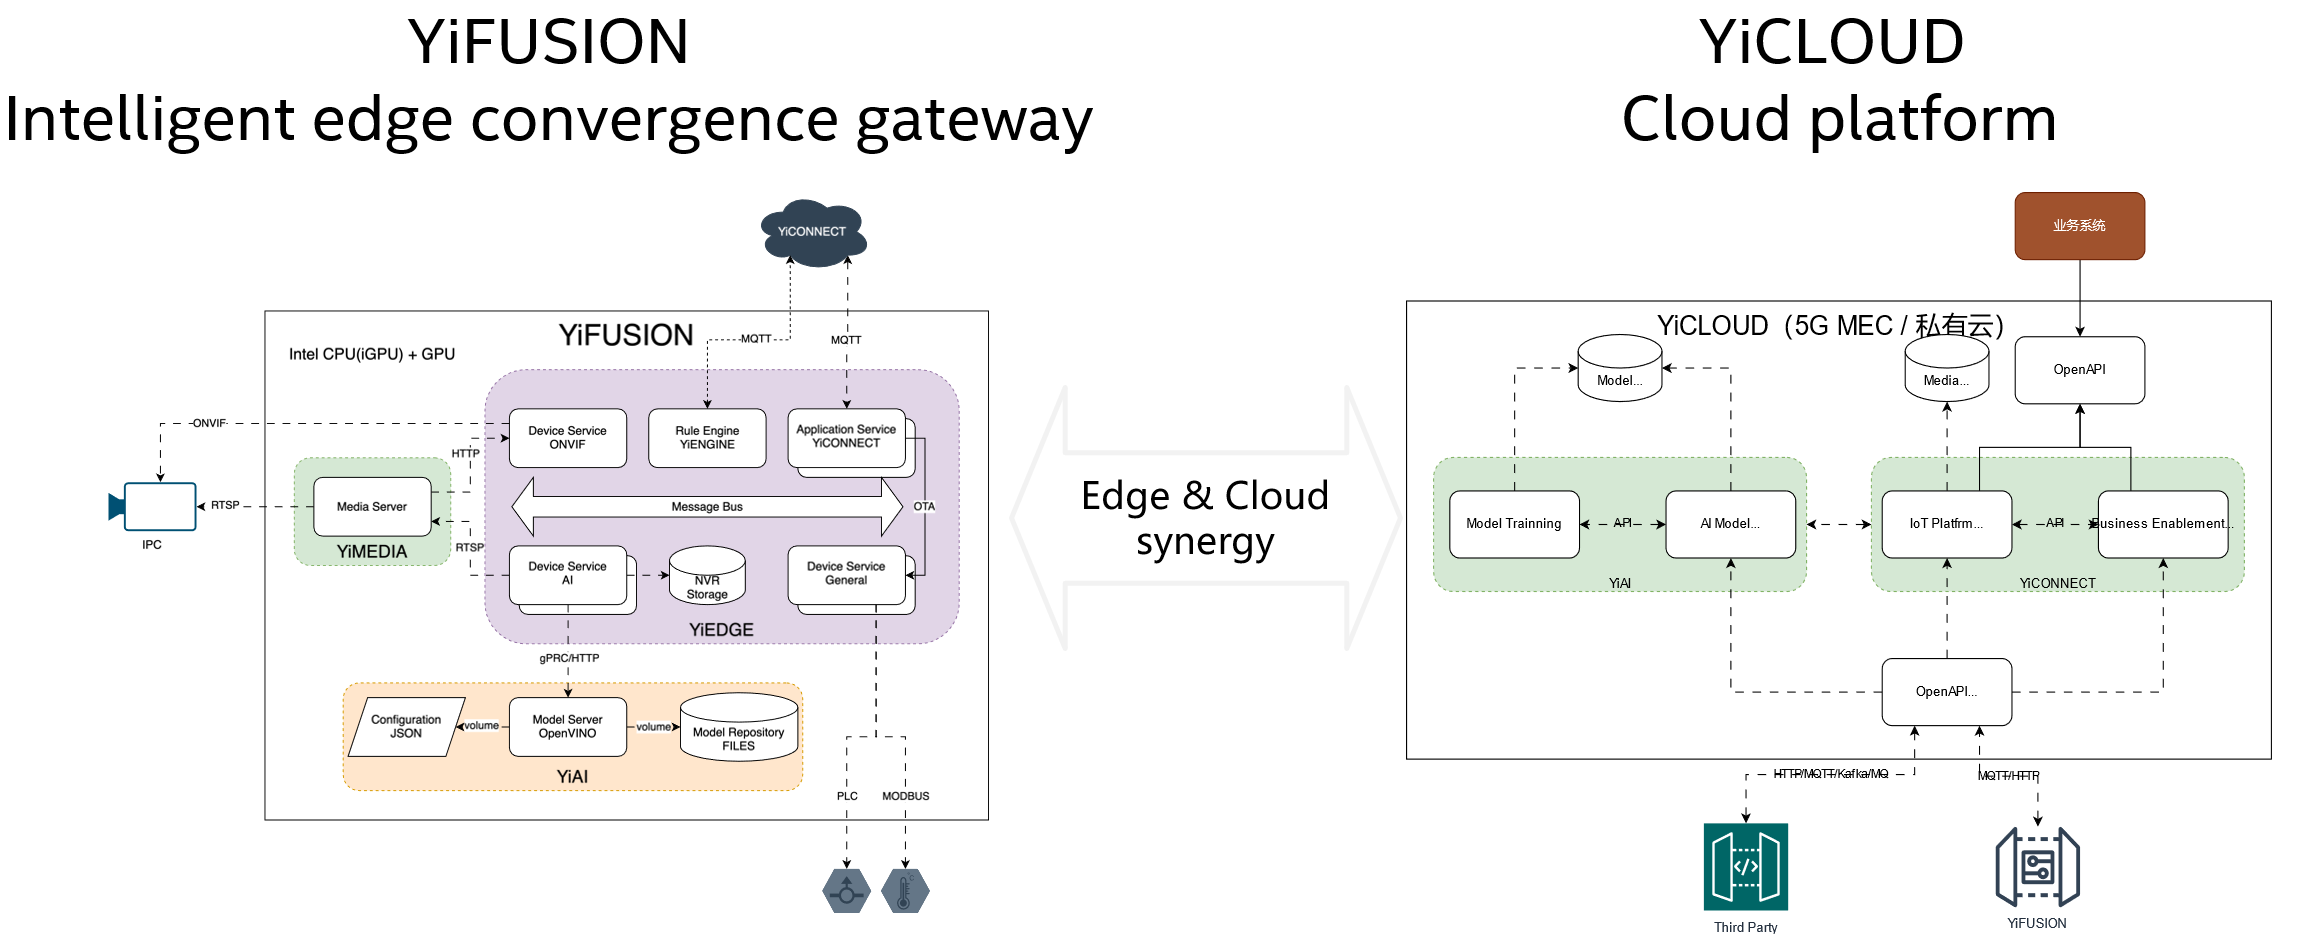 YiFUSION
Intelligent edge convergence gateway
YiCLOUD
Cloud platform
YiCONNECT
MQTT
MQTT
YiFUSION
Intel CPU(iGPU) + GPU
ONVIF
HTTP
Device Service
ONVIF
Rule Engine
YiENGINE
Application Service
YiCONNECT
RTSP
IPC
Media Server
YiMEDIA
Message Bus
OTA
RTSP
Device Service
AI
NVR
Storage
Device Service
General
YiEDGE
gPRC/HTTP
Configuration
JSON
volume
Model Server
OpenVINO
volume
Model Repository
FILES
YiAI
PLC
MODBUS
Edge & Cloud
synergy
业务系统
YiCLOUD（5G MEC / 私有云）
Model...
Media...
OpenAPI
Model Trainning
API
AI Model...
YiAI
IoT Platfrm...
API
Business Enablement...
YiCONNECT
OpenAPI...
HTTP/MQTT/Kafka/MQ
MQTT/HTTP
Third Party
YiFUSION